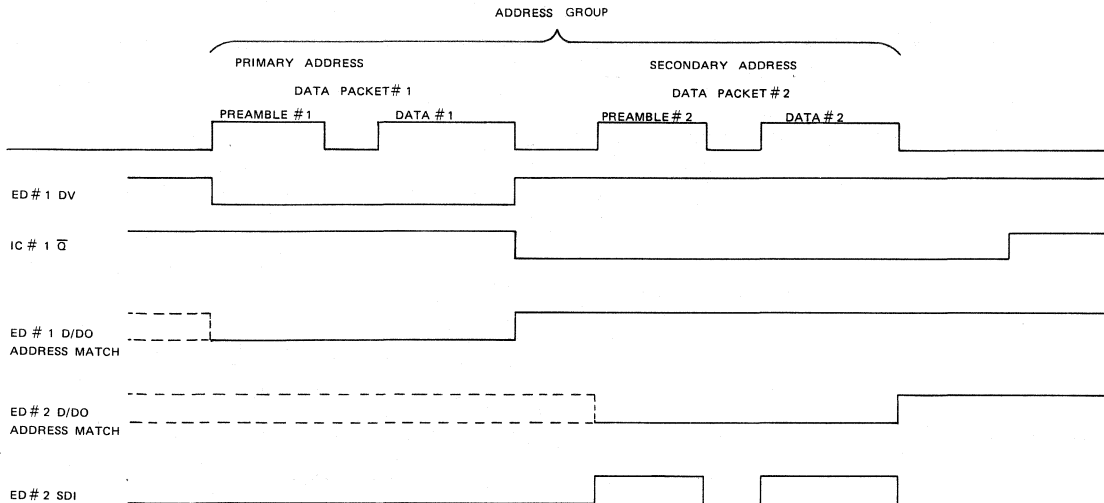 ADDRESS GROUP
PRIMARY ADDRESS
SECONDARY ADDRESS
DATA PACKET # 1
DATA PACKET # 2
PREAMBLE # 1
DATA # 1
PREAMBLE # 2
DATA # 2
ED # 1 DV
IC # 1 Q̅
ED # 1 D/DO
ADDRESS MATCH
ED # 2 D/DO
ADDRESS MATCH
ED # 2 SDI